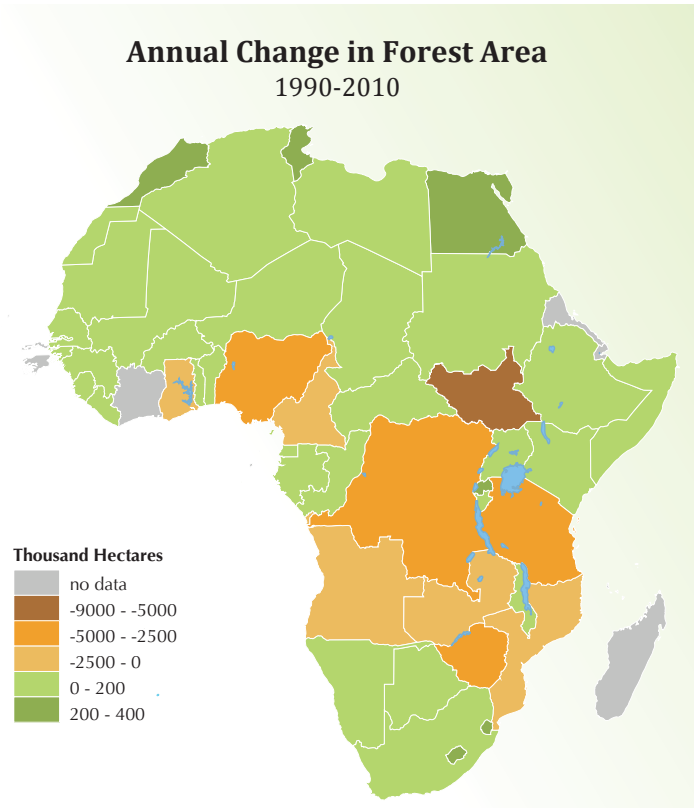 Annual Change in Forest Area
1990-2010
Thousand Hectares
no data
-9000 - -5000
-5000 - -2500
-2500 - 0
0 - 200
200 - 400